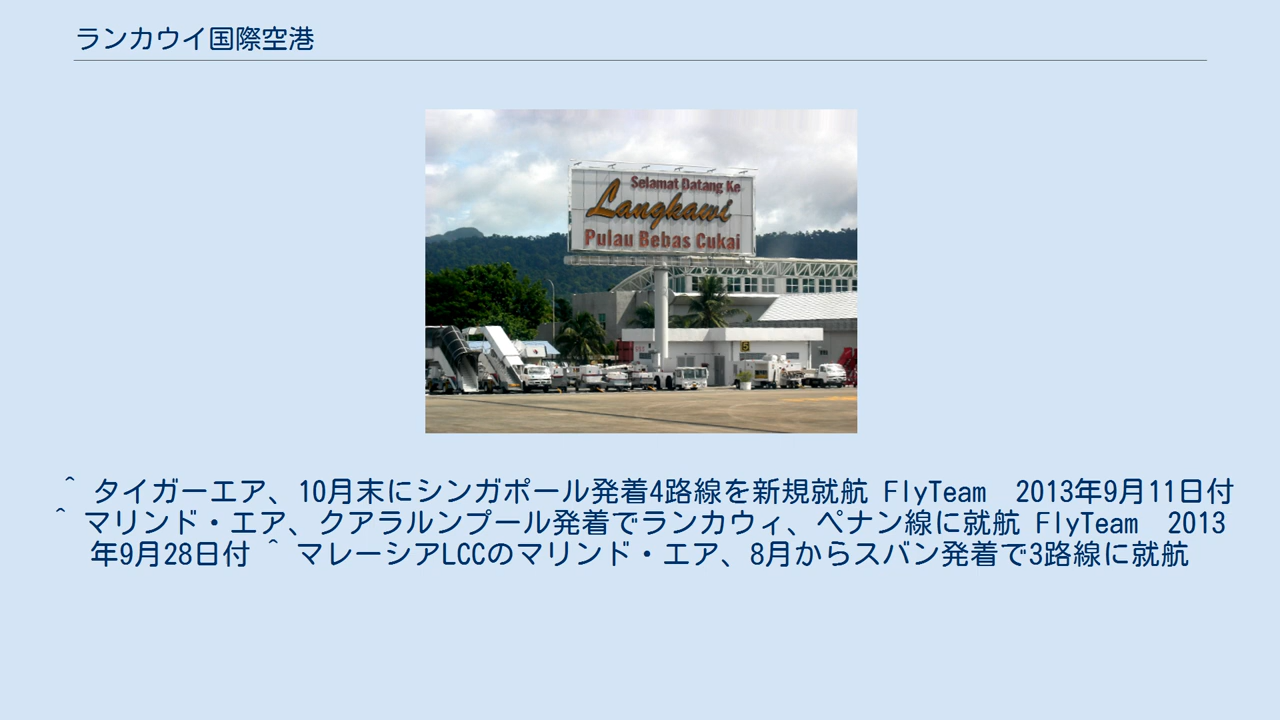 ランカウイ国際空港
Selamat Datang Ke
Langkawi
Pulau Bebas Cukai
5
^ タイガーエア、10月末にシンガポール発着4路線を新規就航 FlyTeam　2013年9月11日付
^ マリンド・エア、クアラルンプール発着でランカウィ、ペナン線に就航 FlyTeam　2013
年9月28日付 ^ マレーシアLCCのマリンド・エア、8月からスバン発着で3路線に就航